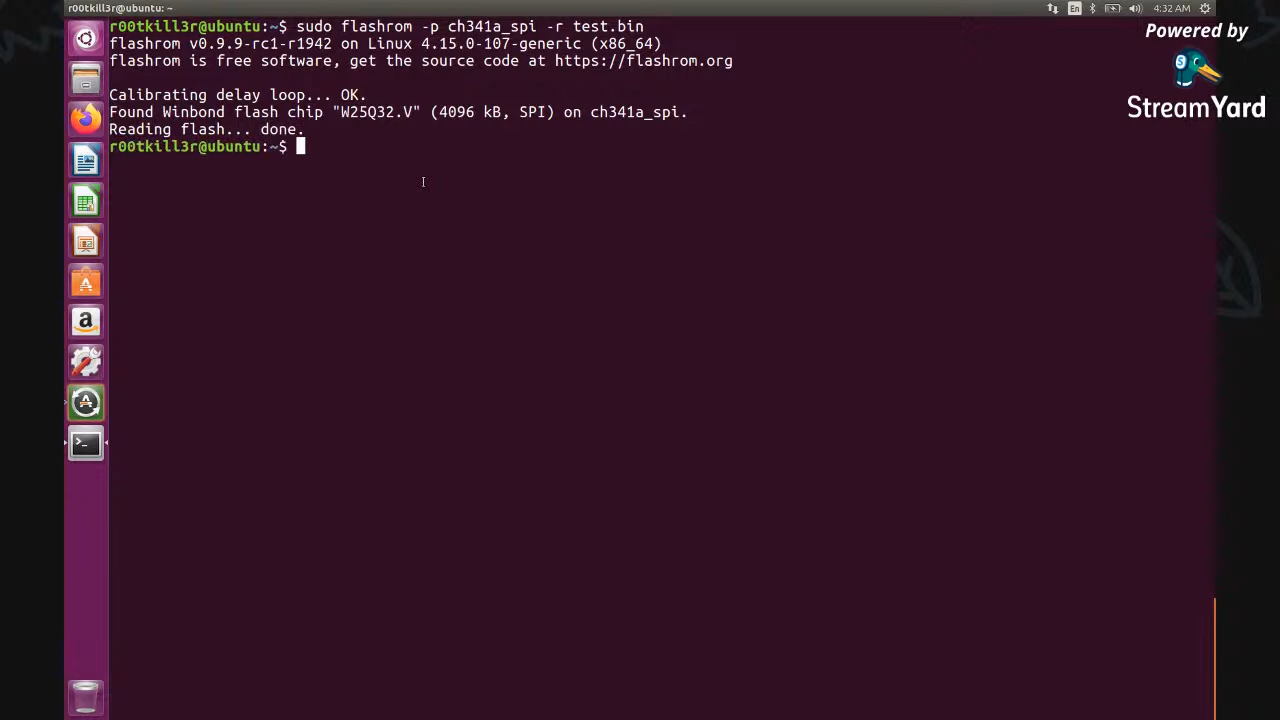 r00tkill3r@ubuntu: ~
En
4:32 AM
Powered by
StreamYard
r00tkill3r@ubuntu:~$ sudo flashrom -p ch341a_spi -r test.bin
flashrom v0.9.9-rc1-r1942 on Linux 4.15.0-107-generic (x86_64)
flashrom is free software, get the source code at https://flashrom.org
Calibrating delay loop... OK.
Found Winbond flash chip "W25Q32.V" (4096 kB, SPI) on ch341a_spi.
Reading flash... done.
r00tkill3r@ubuntu:~$